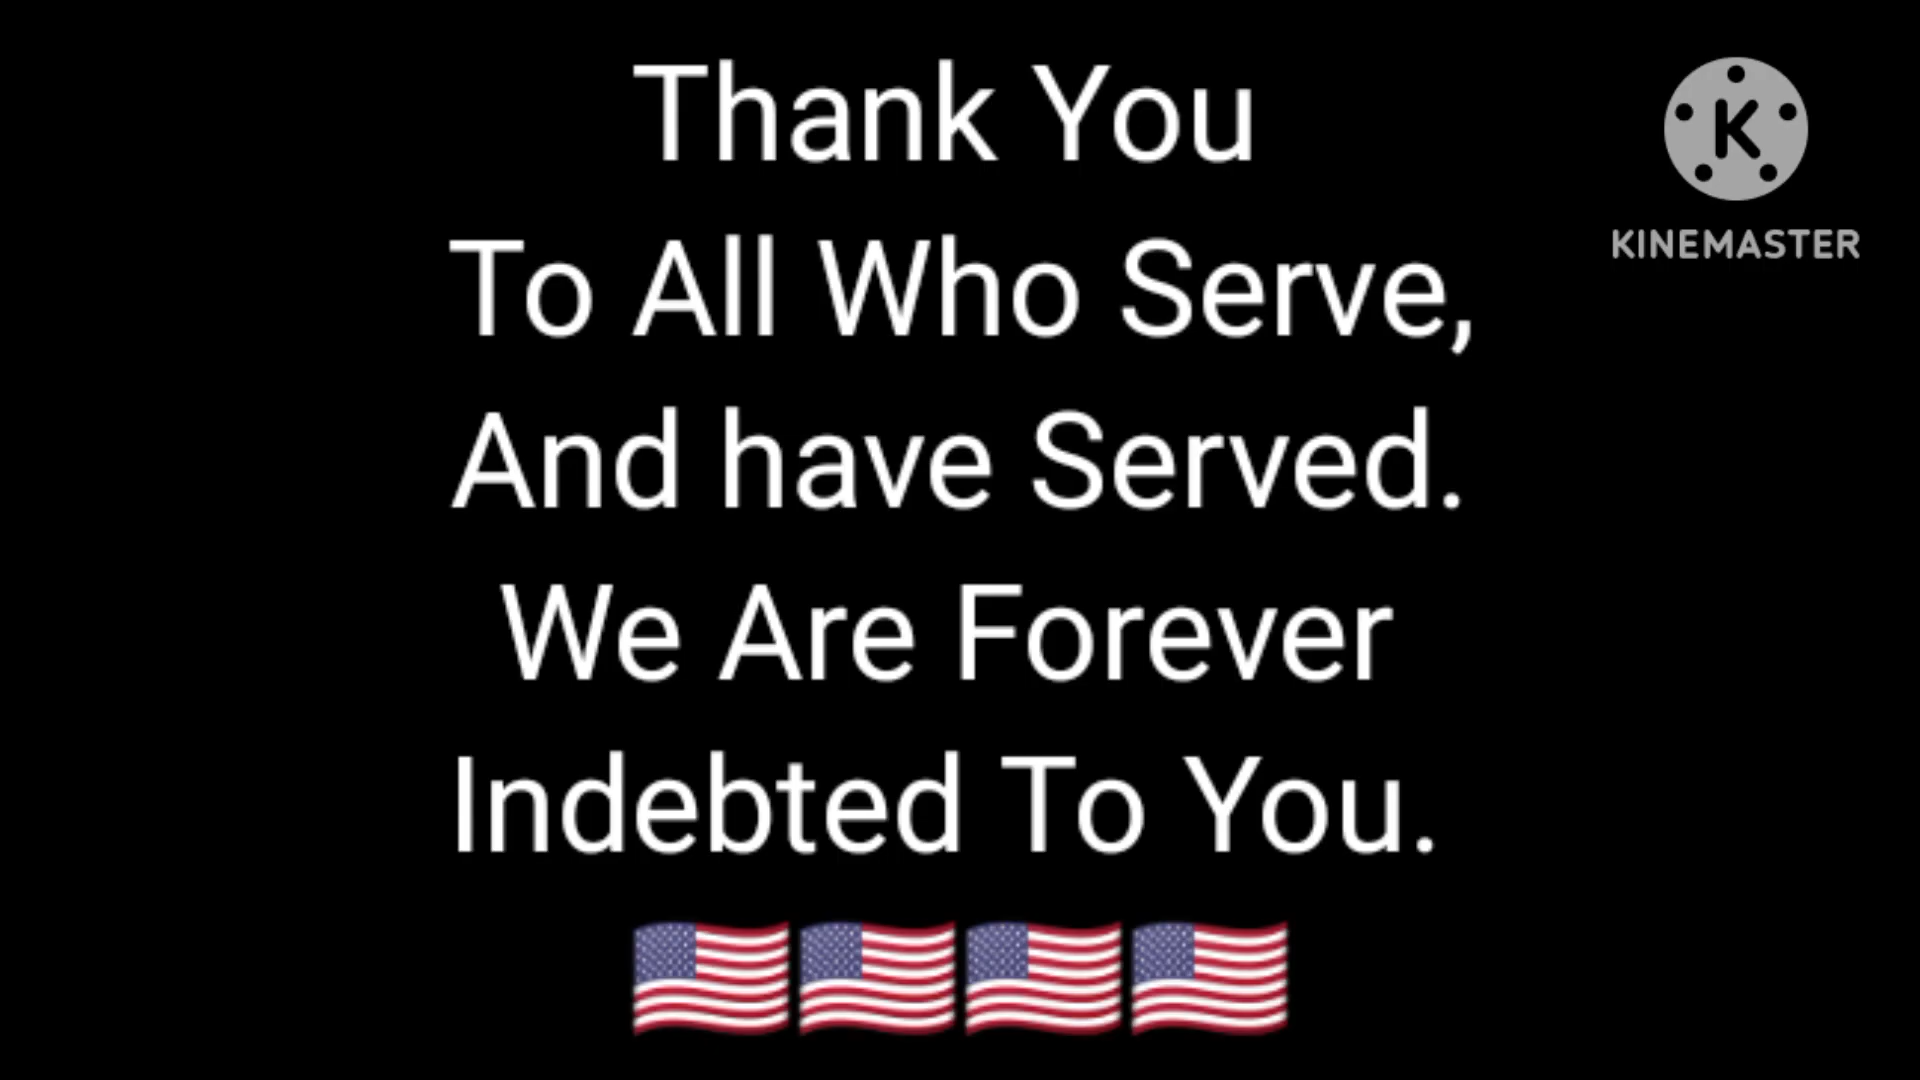 Thank You
To All Who Serve,
And have Served.
We Are Forever
Indebted To You.
🇺🇸🇺🇸🇺🇸🇺🇸
K
KINEMASTER